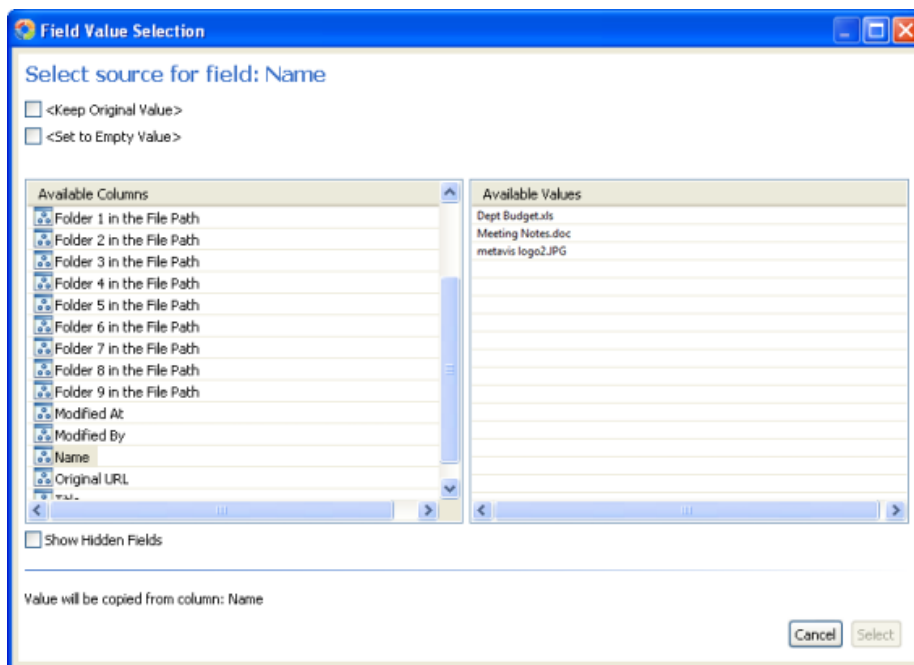 Field Value Selection
Select source for field: Name
<Keep Original Value>
<Set to Empty Value>
Available Columns
Folder 1 in the File Path
Folder 2 in the File Path
Folder 3 in the File Path
Folder 4 in the File Path
Folder 5 in the File Path
Folder 6 in the File Path
Folder 7 in the File Path
Folder 8 in the File Path
Folder 9 in the File Path
Modified At
Modified By
Name
Original URL
Title
Available Values
Dept Budget.xls
Meeting Notes.doc
metavis logo2.JPG
Show Hidden Fields
Value will be copied from column: Name
Cancel
Select